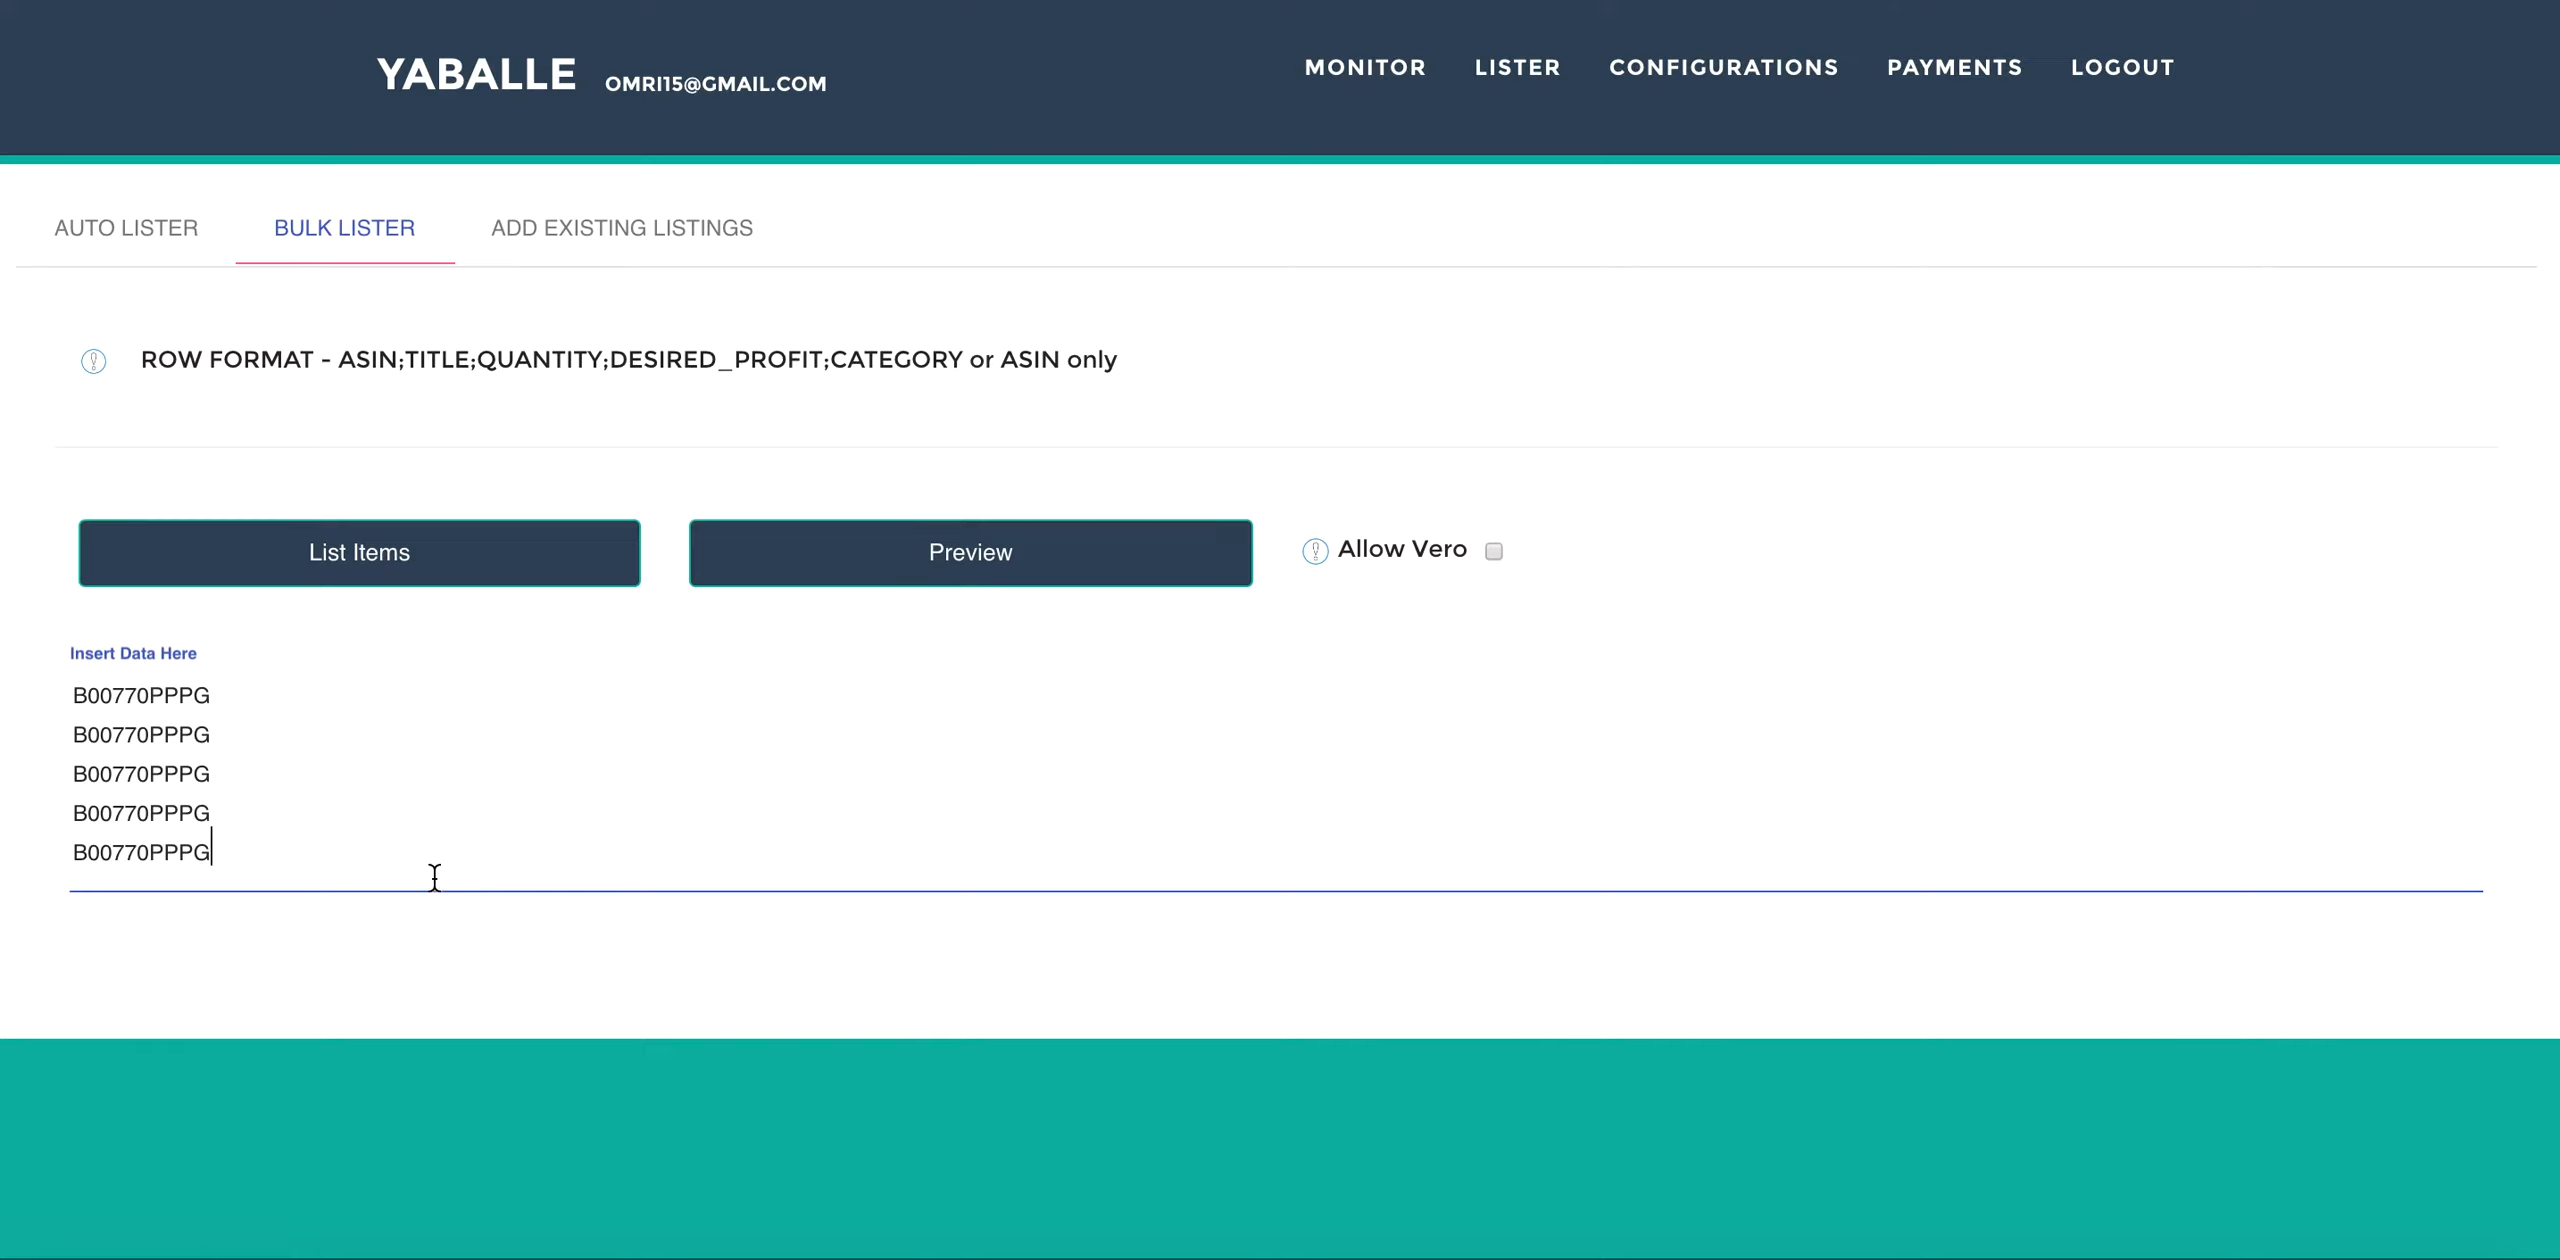 YABALLE OMRI15@GMAIL.COM MONITOR LISTER CONFIGURATIONS PAYMENTS LOGOUT
AUTO LISTER BULK LISTER ADD EXISTING LISTINGS
ROW FORMAT - ASIN;TITLE;QUANTITY;DESIRED_PROFIT;CATEGORY or ASIN only
List Items Preview Allow Vero
Insert Data Here
B00770PPPG
B00770PPPG
B00770PPPG
B00770PPPG
B00770PPPG